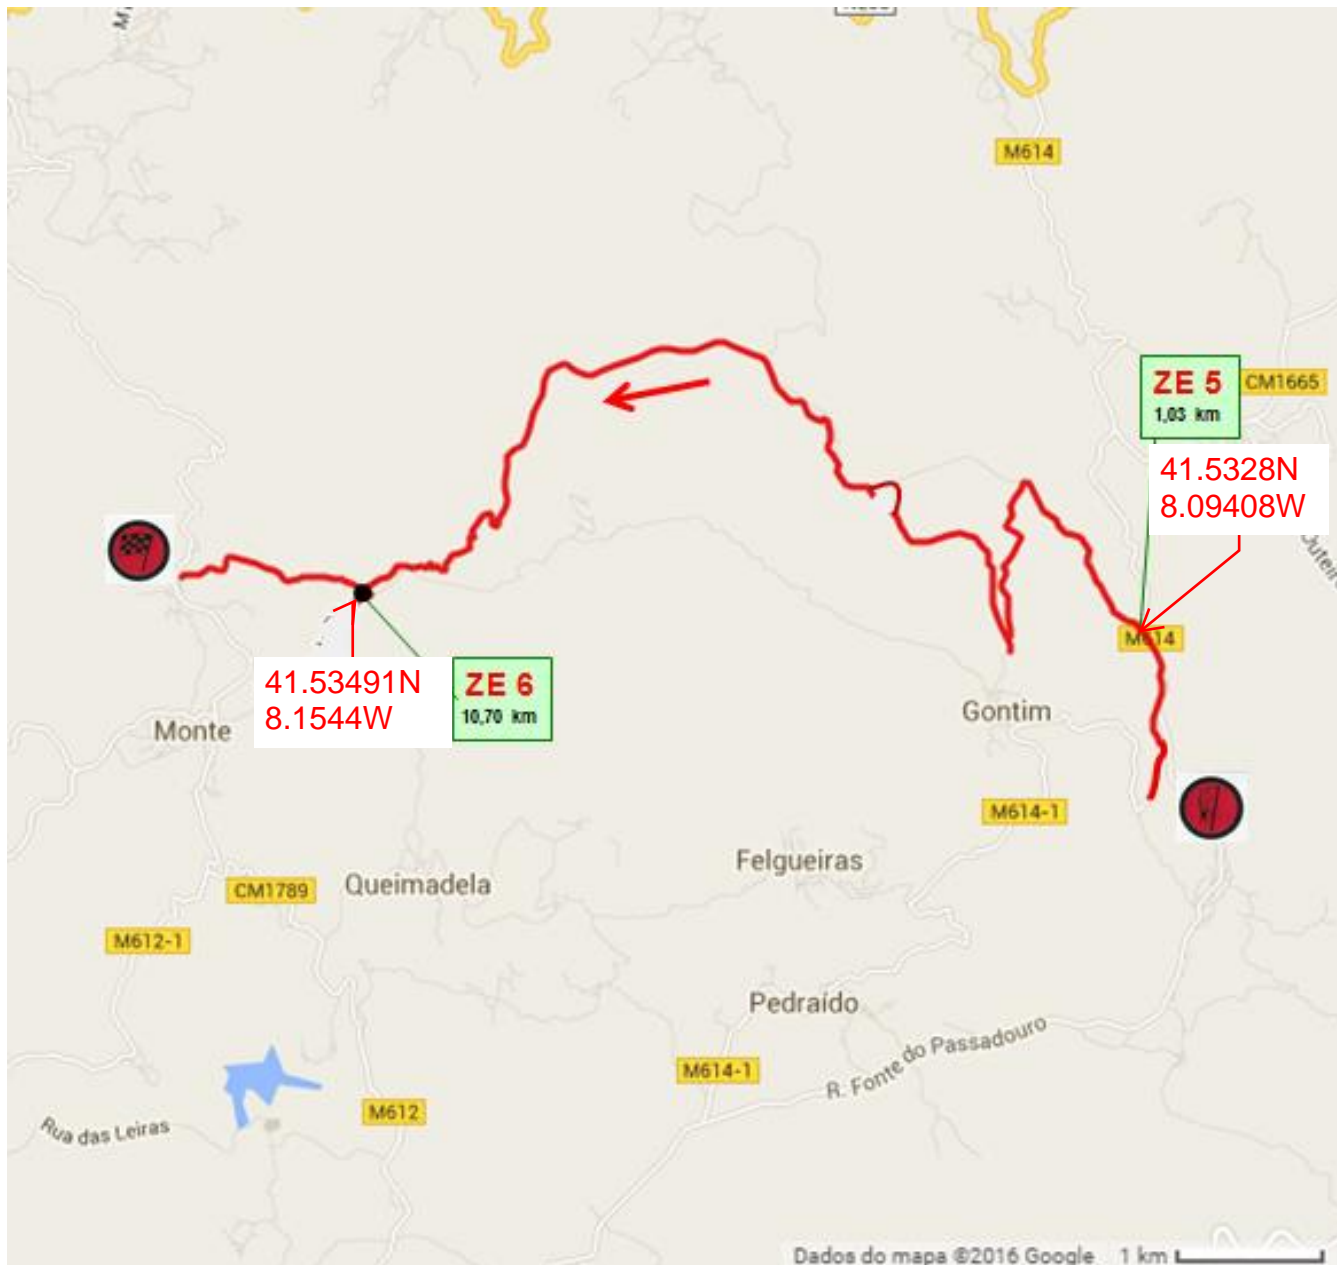 M614
ZE 5
1,03 km
CM1665
41.5328N
8.09408W
M614
41.53491N
8.1544W
ZE 6
10,70 km
Monte
Gontim
M614-1
Felgueiras
CM1789
Queimadela
M612-1
Pedraído
R. Fonte do Passadouro
M614-1
M612
Rua das Leiras
Dados do mapa ©2016 Google 1 km